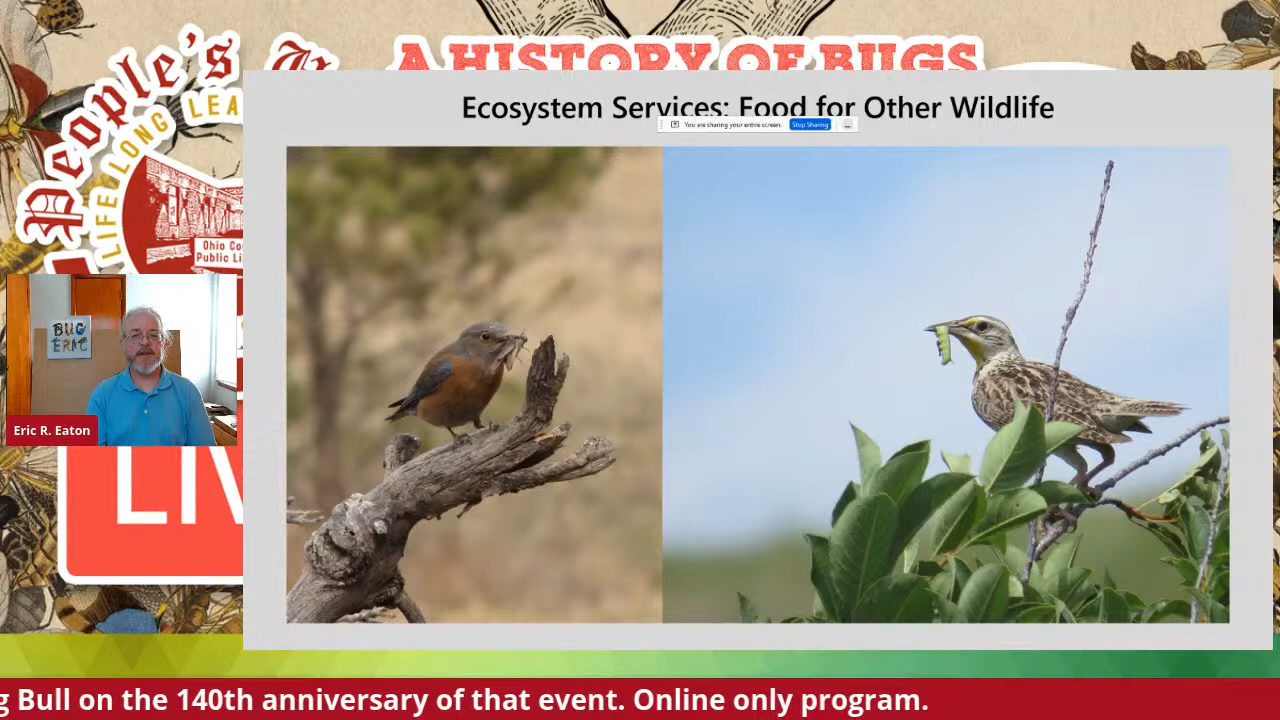 A HISTORY OF BUGS
People's
LIFE LONG LEA
Ecosystem Services: Food for Other Wildlife
You are sharing your entire screen.
Stop Sharing
Ohio Co
Public Li
BUG
ERIC
Eric R. Eaton
LIV
g Bull on the 140th anniversary of that event. Online only program.